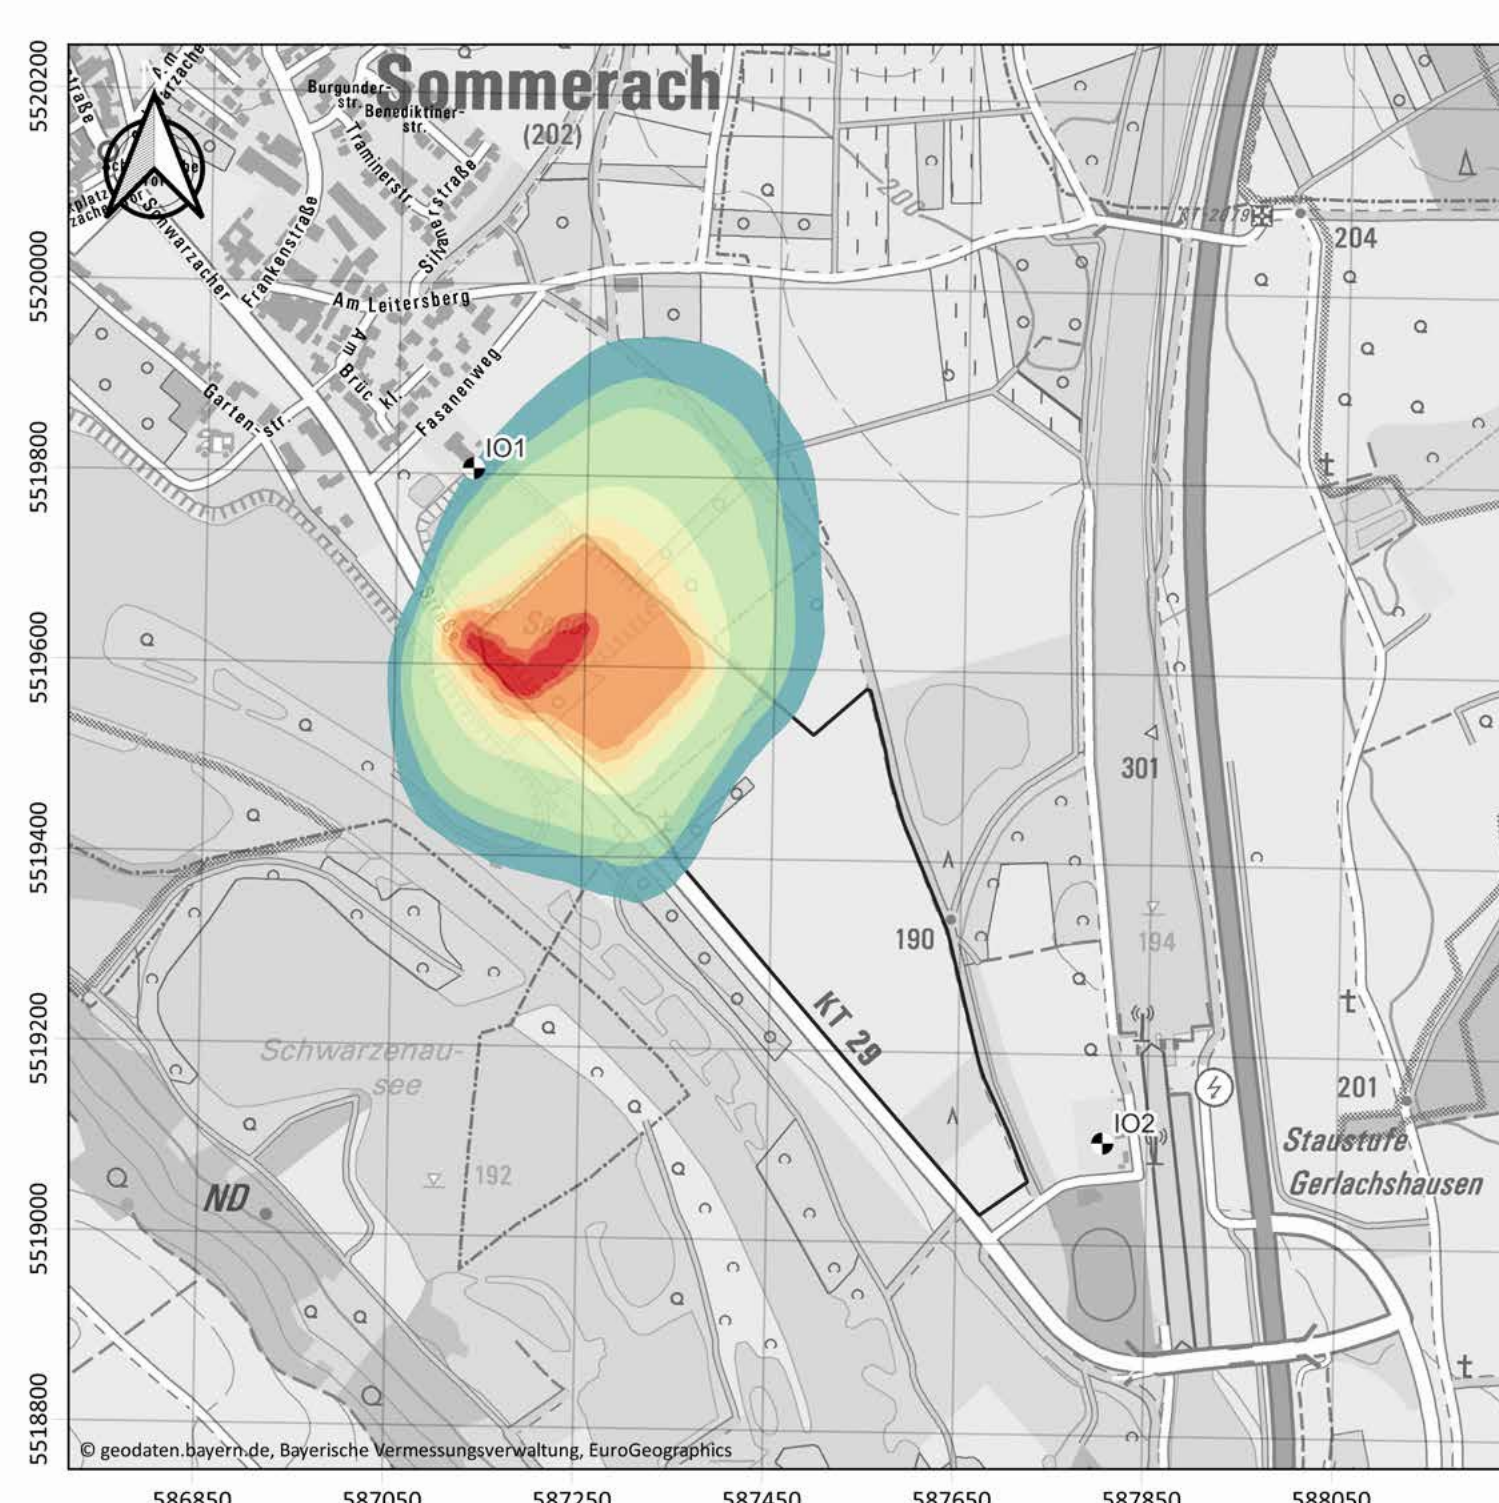 Sommerach
(202)
Burgunder-
str.
Benediktiner-
str.
Traminerstr.
Silvanerstraße
Frankenstraße
Schwarzacher
Am Leitersberg
Am
Brück
kl.
Fasanenweg
Garten-
str.
straße
200
204
IO1
Straße
301
190
194
KT 29
Schwarzenau-
see
192
ND
IO2
201
Staustufe
Gerlachshausen
© geodaten.bayern.de, Bayerische Vermessungsverwaltung, EuroGeographics
5520200
5520000
5519800
5519600
5519400
5519200
5519000
5518800
586850
587050
587250
587450
587650
587850
588050